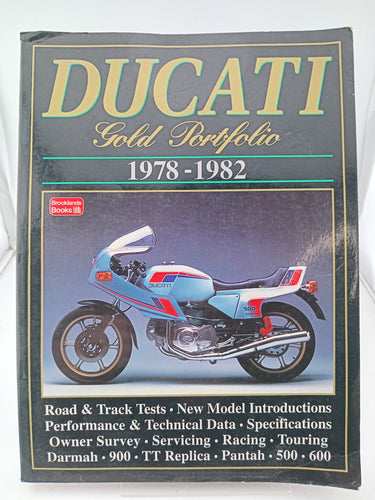 DUCATI
Gold Portfolio
1978-1982
Brooklands
Books
DUCATI
500
Road & Track Tests · New Model Introductions
Performance & Technical Data · Specifications
Owner Survey · Servicing · Racing · Touring
Darmah · 900 · TT Replica · Pantah · 500 · 600